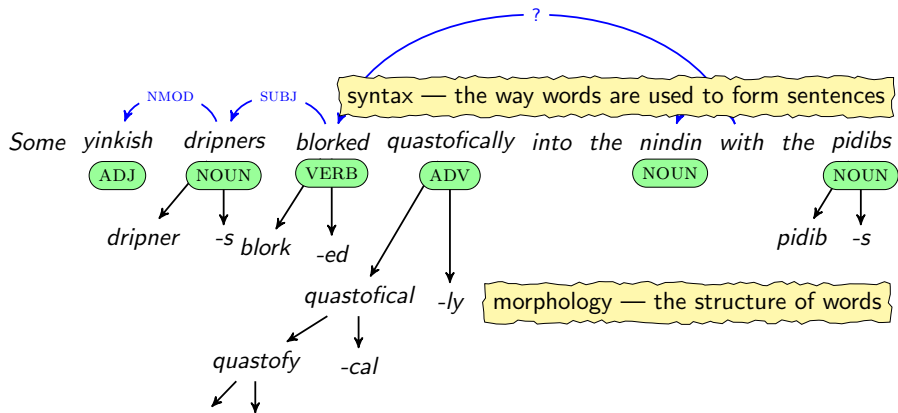 ?
NMOD SUBJ
syntax — the way words are used to form sentences
Some yinkish dripners blorked quastofically into the nindin with the pidibs
ADJ NOUN VERB ADV NOUN NOUN
dripner -s blork -ed pidib -s
quastofical -ly
morphology — the structure of words
quastofy -cal